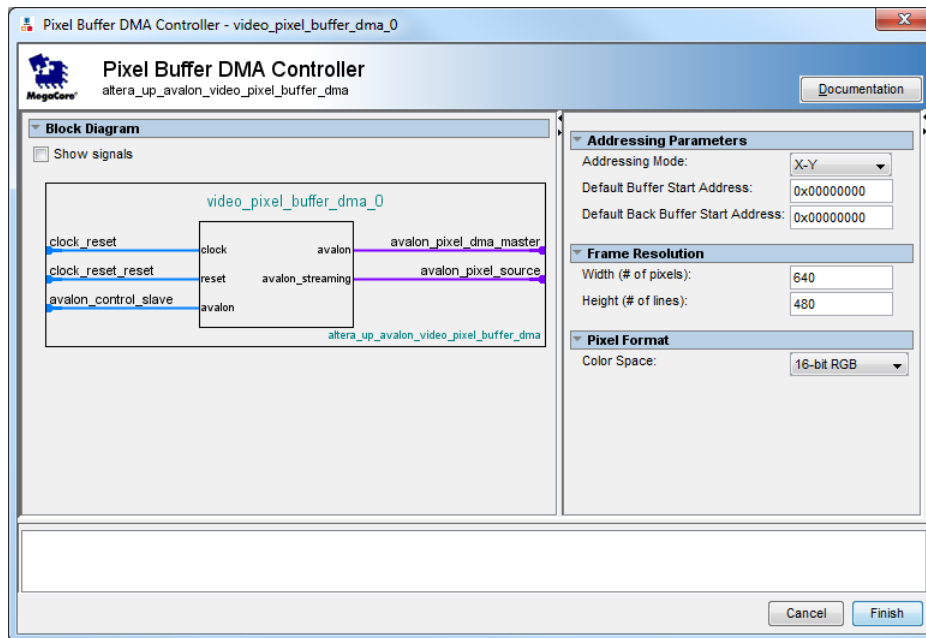 Pixel Buffer DMA Controller - video_pixel_buffer_dma_0
MegaCore®
Pixel Buffer DMA Controller
altera_up_avalon_video_pixel_buffer_dma
Documentation
Block Diagram
Show signals
video_pixel_buffer_dma_0
clock_reset
clock
avalon
avalon_pixel_dma_master
clock_reset_reset
reset
avalon_streaming
avalon_pixel_source
avalon_control_slave
avalon
altera_up_avalon_video_pixel_buffer_dma
Addressing Parameters
Addressing Mode: X-Y
Default Buffer Start Address: 0x00000000
Default Back Buffer Start Address: 0x00000000
Frame Resolution
Width (# of pixels): 640
Height (# of lines): 480
Pixel Format
Color Space: 16-bit RGB
Cancel Finish